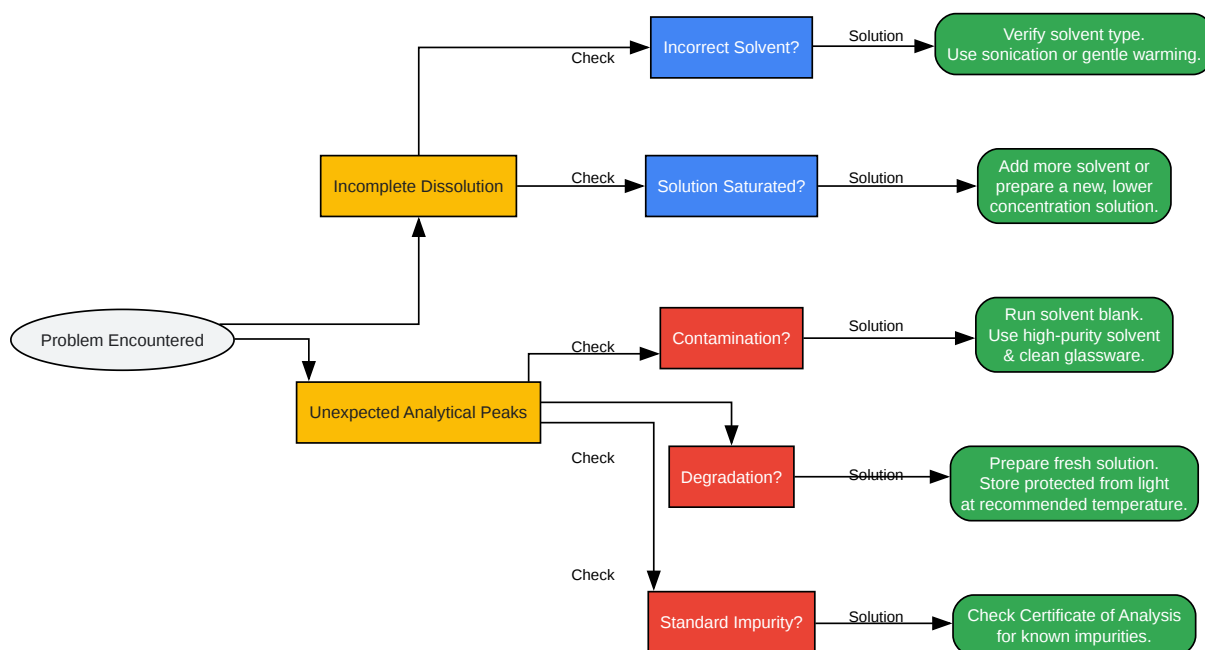 Incorrect Solvent?
Check
Solution
Verify solvent type.
Use sonication or gentle warming.
Incomplete Dissolution
Check
Solution Saturated?
Solution
Add more solvent or
prepare a new, lower
concentration solution.
Problem Encountered
Unexpected Analytical Peaks
Check
Contamination?
Solution
Run solvent blank.
Use high-purity solvent
& clean glassware.
Check
Degradation?
Solution
Prepare fresh solution.
Store protected from light
at recommended temperature.
Check
Standard Impurity?
Solution
Check Certificate of Analysis
for known impurities.